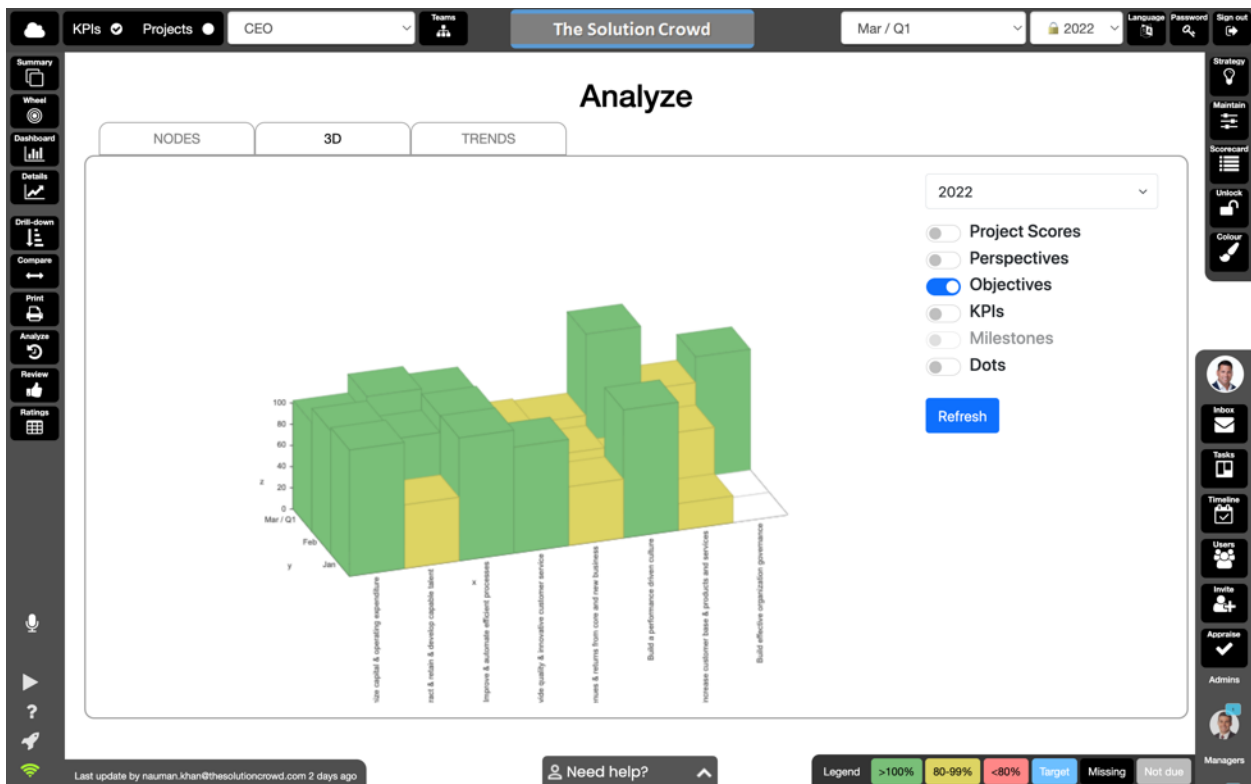 KPIs Projects CEO Teams The Solution Crowd Mar / Q1 2022 Language Password Sign out
Summary
Wheel
Dashboard
Details
Drill-down
Compare
Print
Analyze
Review
Ratings
Analyze
NODES 3D TRENDS
2022
Project Scores
Perspectives
Objectives
KPIs
Milestones
Dots
Refresh
100
80
60
40
20
0
z
Mar / Q1
Feb
Jan
y
x
ize capital & operating expenditure
ract & retain & develop capable talent
Improve & automate efficient processes
vide quality & innovative customer service
nues & returns from core and new business
Build a performance driven culture
ncrease customer base & products and services
Build effective organization governance
Strategy
Maintain
Scorecard
Unlock
Colour
Inbox
Tasks
Timeline
Users
Invite
Appraise
Admins
Managers
?
Last update by nauman.khan@thesolutioncrowd.com 2 days ago
Need help?
Legend >100% 80-99% <80% Target Missing Not due